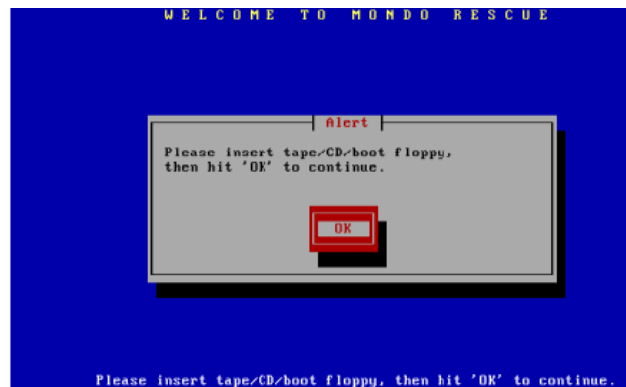 WELCOME TO MONDO RESCUE
Alert
Please insert tape/CD/boot floppy,
then hit 'OK' to continue.
OK
Please insert tape/CD/boot floppy, then hit 'OK' to continue.